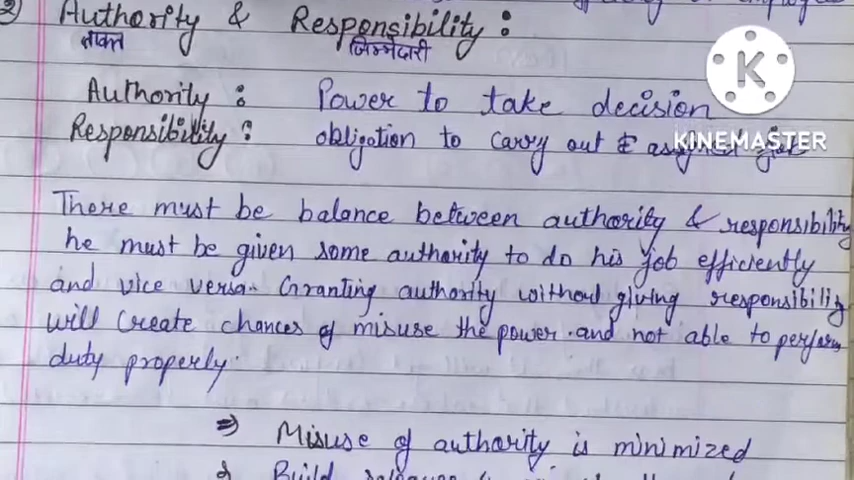 2) Authority & Responsibility :
ताकत जिम्मेदारी
Authority : Power to take decision
Responsibility : obligation to carry out
K
KINEMASTER
There must be balance between authority & responsibility
he must be given some authority to do his job efficiently
and vice versa. Granting authority without giving responsibility
will create chances of misuse the power and not able to perform
duty properly.
⇒ Misuse of authority is minimized
Build